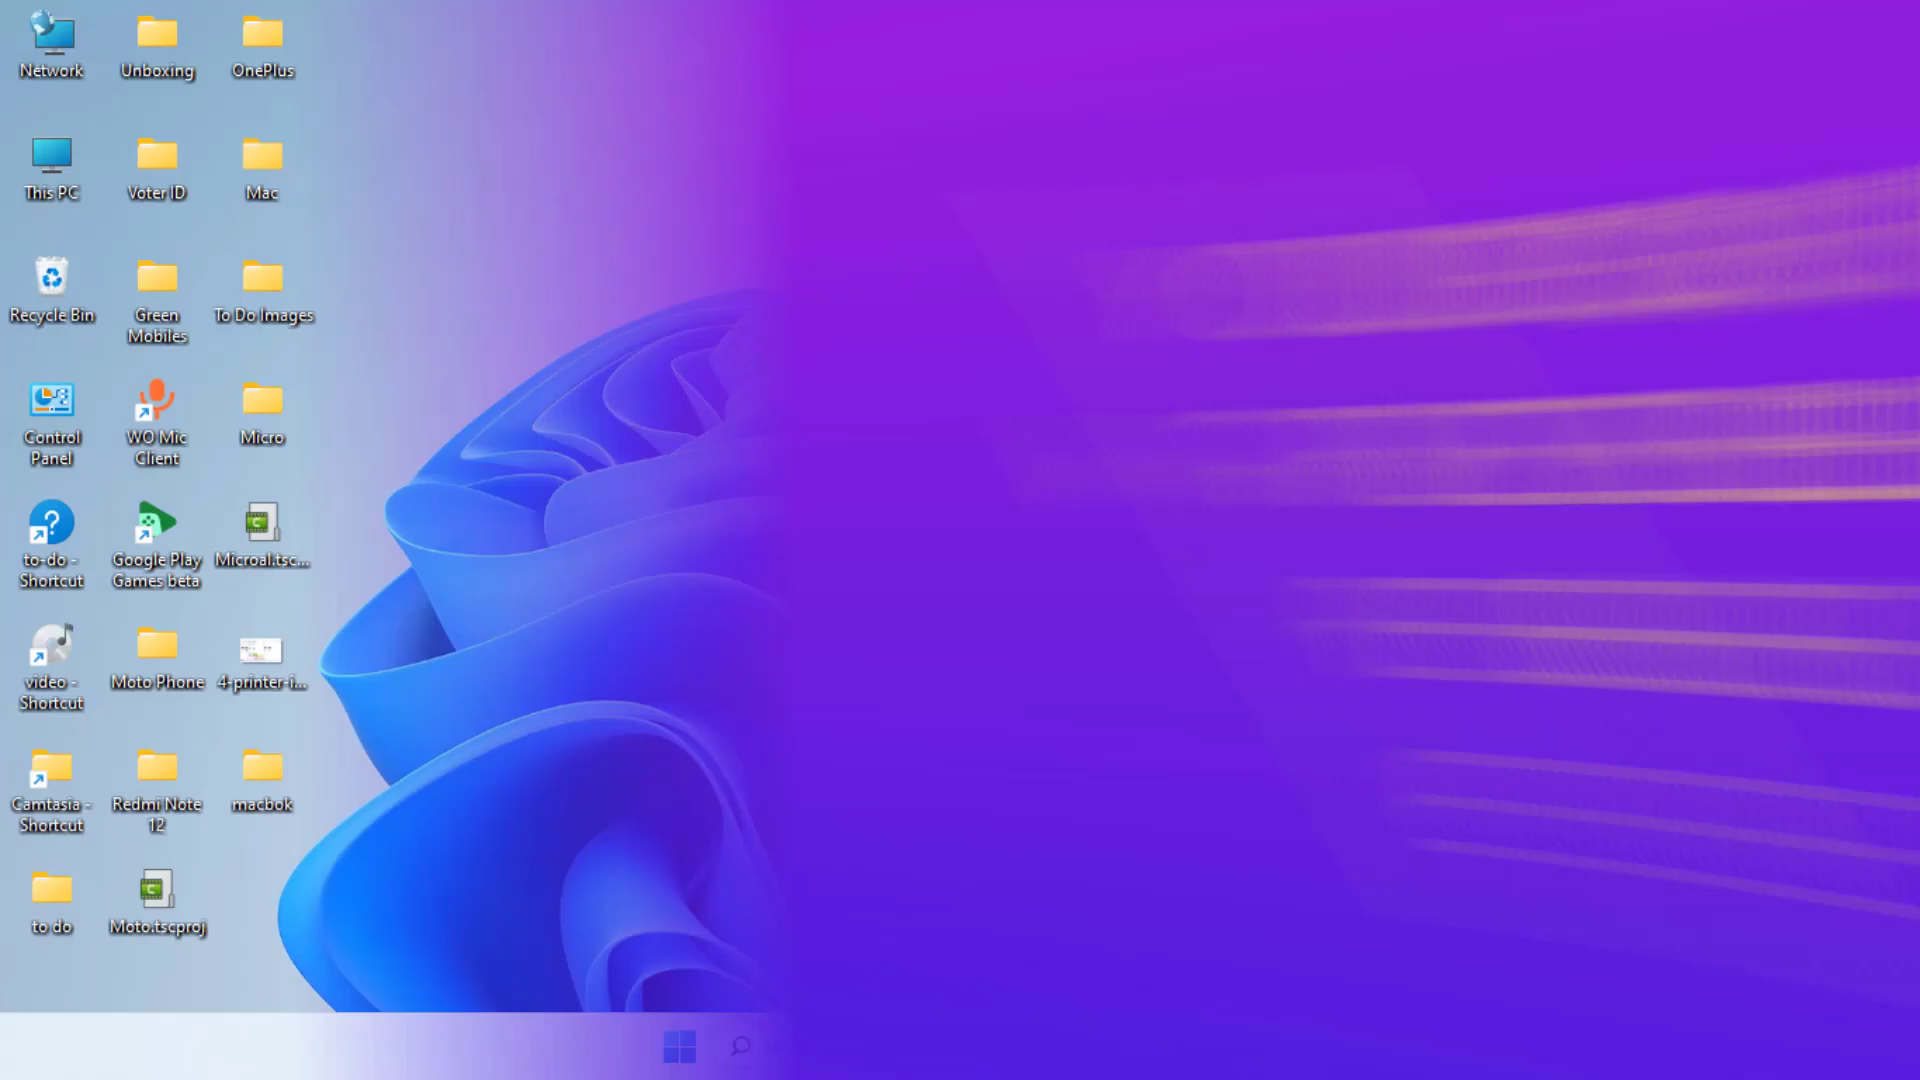 Network
Unboxing
OnePlus
This PC
Voter ID
Mac
Recycle Bin
Green
Mobiles
To Do Images
Control
Panel
WO Mic
Client
Micro
to-do -
Shortcut
Google Play
Games beta
Microal.tsc...
video -
Shortcut
Moto Phone
4-printer-i...
Camtasia -
Shortcut
Redmi Note
12
macbok
to do
Moto.tscproj